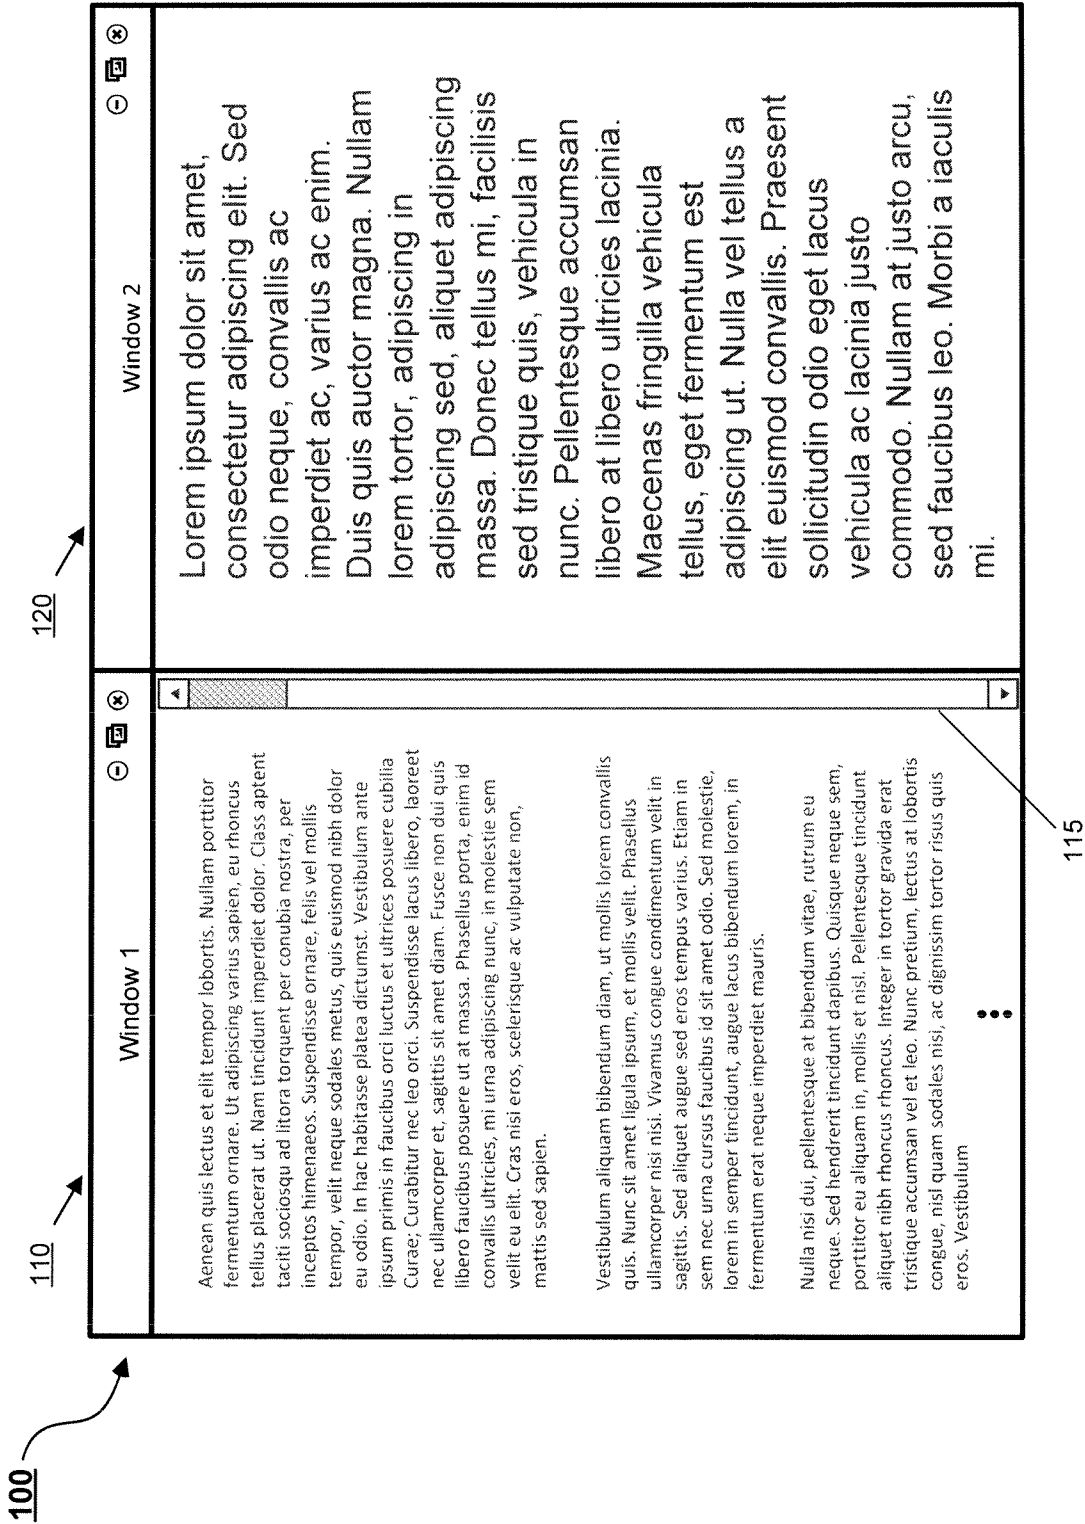 100
110
120
Window 1
Aenean quis lectus et elit tempor lobortis. Nullam porttitor
fermentum ornare. Ut adipiscing varius sapien, eu rhoncus
tellus placerat ut. Nam tincidunt imperdiet dolor. Class aptent
taciti sociosqu ad litora torquent per conubia nostra, per
inceptos himenaeos. Suspendisse ornare, felis vel mollis
tempor, velit neque sodales metus, quis euismod nibh dolor
eu odio. In hac habitasse platea dictumst. Vestibulum ante
ipsum primis in faucibus orci luctus et ultrices posuere cubilia
Curae; Curabitur nec leo orci. Suspendisse lacus libero, laoreet
nec ullamcorper et, sagittis sit amet diam. Fusce non dui quis
libero faucibus posuere ut at massa. Phasellus porta, enim id
convallis ultricies, mi urna adipiscing nunc, in molestie sem
velit eu elit. Cras nisi eros, scelerisque ac vulputate non,
mattis sed sapien.
Vestibulum aliquam bibendum diam, ut mollis lorem convallis
quis. Nunc sit amet ligula ipsum, et mollis velit. Phasellus
ullamcorper nisi nisi. Vivamus congue condimentum velit in
sagittis. Sed aliquet augue sed eros tempus varius. Etiam in
sem nec urna cursus faucibus id sit amet odio. Sed molestie,
lorem in semper tincidunt, augue lacus bibendum lorem, in
fermentum erat neque imperdiet mauris.
Nulla nisi dui, pellentesque at bibendum vitae, rutrum eu
neque. Sed hendrerit tincidunt dapibus. Quisque neque sem,
porttitor eu aliquam in, mollis et nisl. Pellentesque tincidunt
aliquet nibh rhoncus rhoncus. Integer in tortor gravida erat
tristique accumsan vel et leo. Nunc pretium, lectus at lobortis
congue, nisl quam sodales nisi, ac dignissim tortor risus quis
eros. Vestibulum
115
Window 2
Lorem ipsum dolor sit amet,
consectetur adipiscing elit. Sed
odio neque, convallis ac
imperdiet ac, varius ac enim.
Duis quis auctor magna. Nullam
lorem tortor, adipiscing in
adipiscing sed, aliquet adipiscing
massa. Donec tellus mi, facilisis
sed tristique quis, vehicula in
nunc. Pellentesque accumsan
libero at libero ultricies lacinia.
Maecenas fringilla vehicula
tellus, eget fermentum est
adipiscing ut. Nulla vel tellus a
elit euismod convallis. Praesent
sollicitudin odio eget lacus
vehicula ac lacinia justo
commodo. Nullam at justo arcu,
sed faucibus leo. Morbi a iaculis
mi.